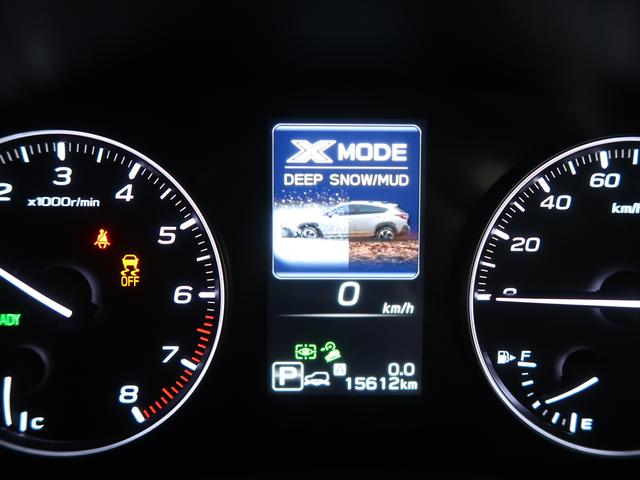 X MODE
DEEP SNOW/MUD
2
3
4
5
6
7
8
x1000r/min
OFF
C
0
km/h
P
A
0.0
15612km
0
20
40
60
km/h
F
E